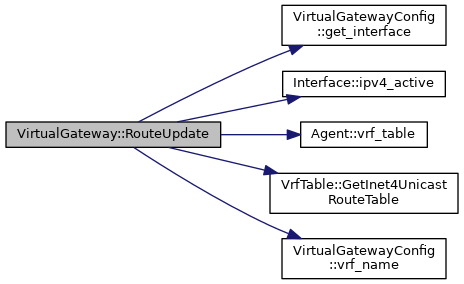 VirtualGatewayConfig
::get_interface
Interface::ipv4_active
VirtualGateway::RouteUpdate
Agent::vrf_table
VrfTable::GetInet4Unicast
RouteTable
VirtualGatewayConfig
::vrf_name